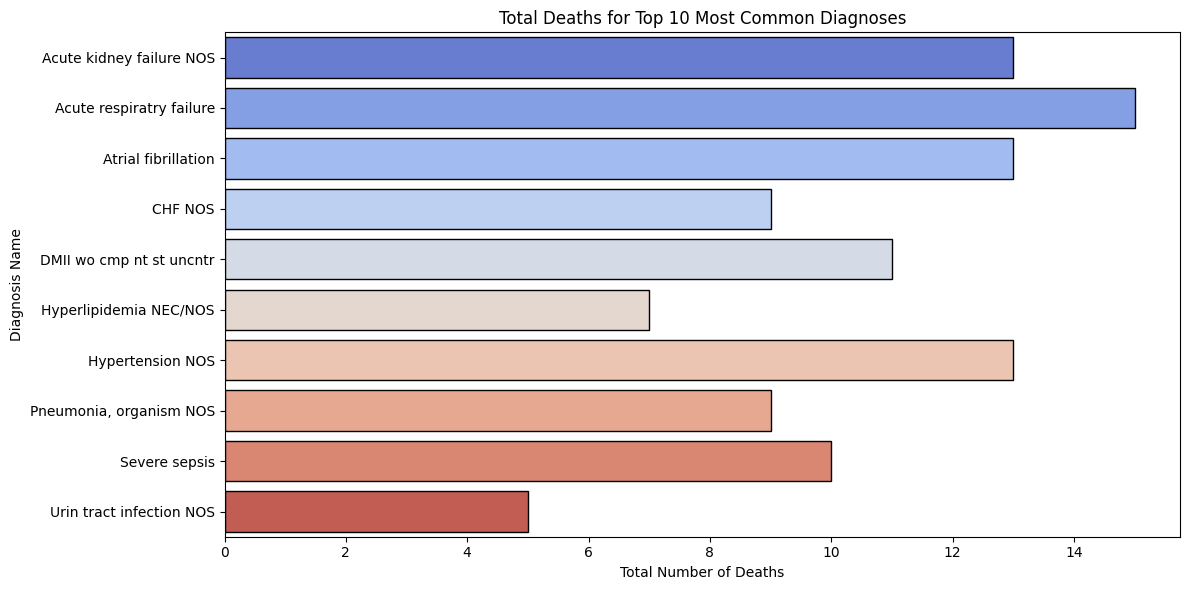 Total Deaths for Top 10 Most Common Diagnoses
Diagnosis Name
Acute kidney failure NOS
Acute respiratry failure
Atrial fibrillation
CHF NOS
DMII wo cmp nt st uncntr
Hyperlipidemia NEC/NOS
Hypertension NOS
Pneumonia, organism NOS
Severe sepsis
Urin tract infection NOS
0 2 4 6 8 10 12 14
Total Number of Deaths